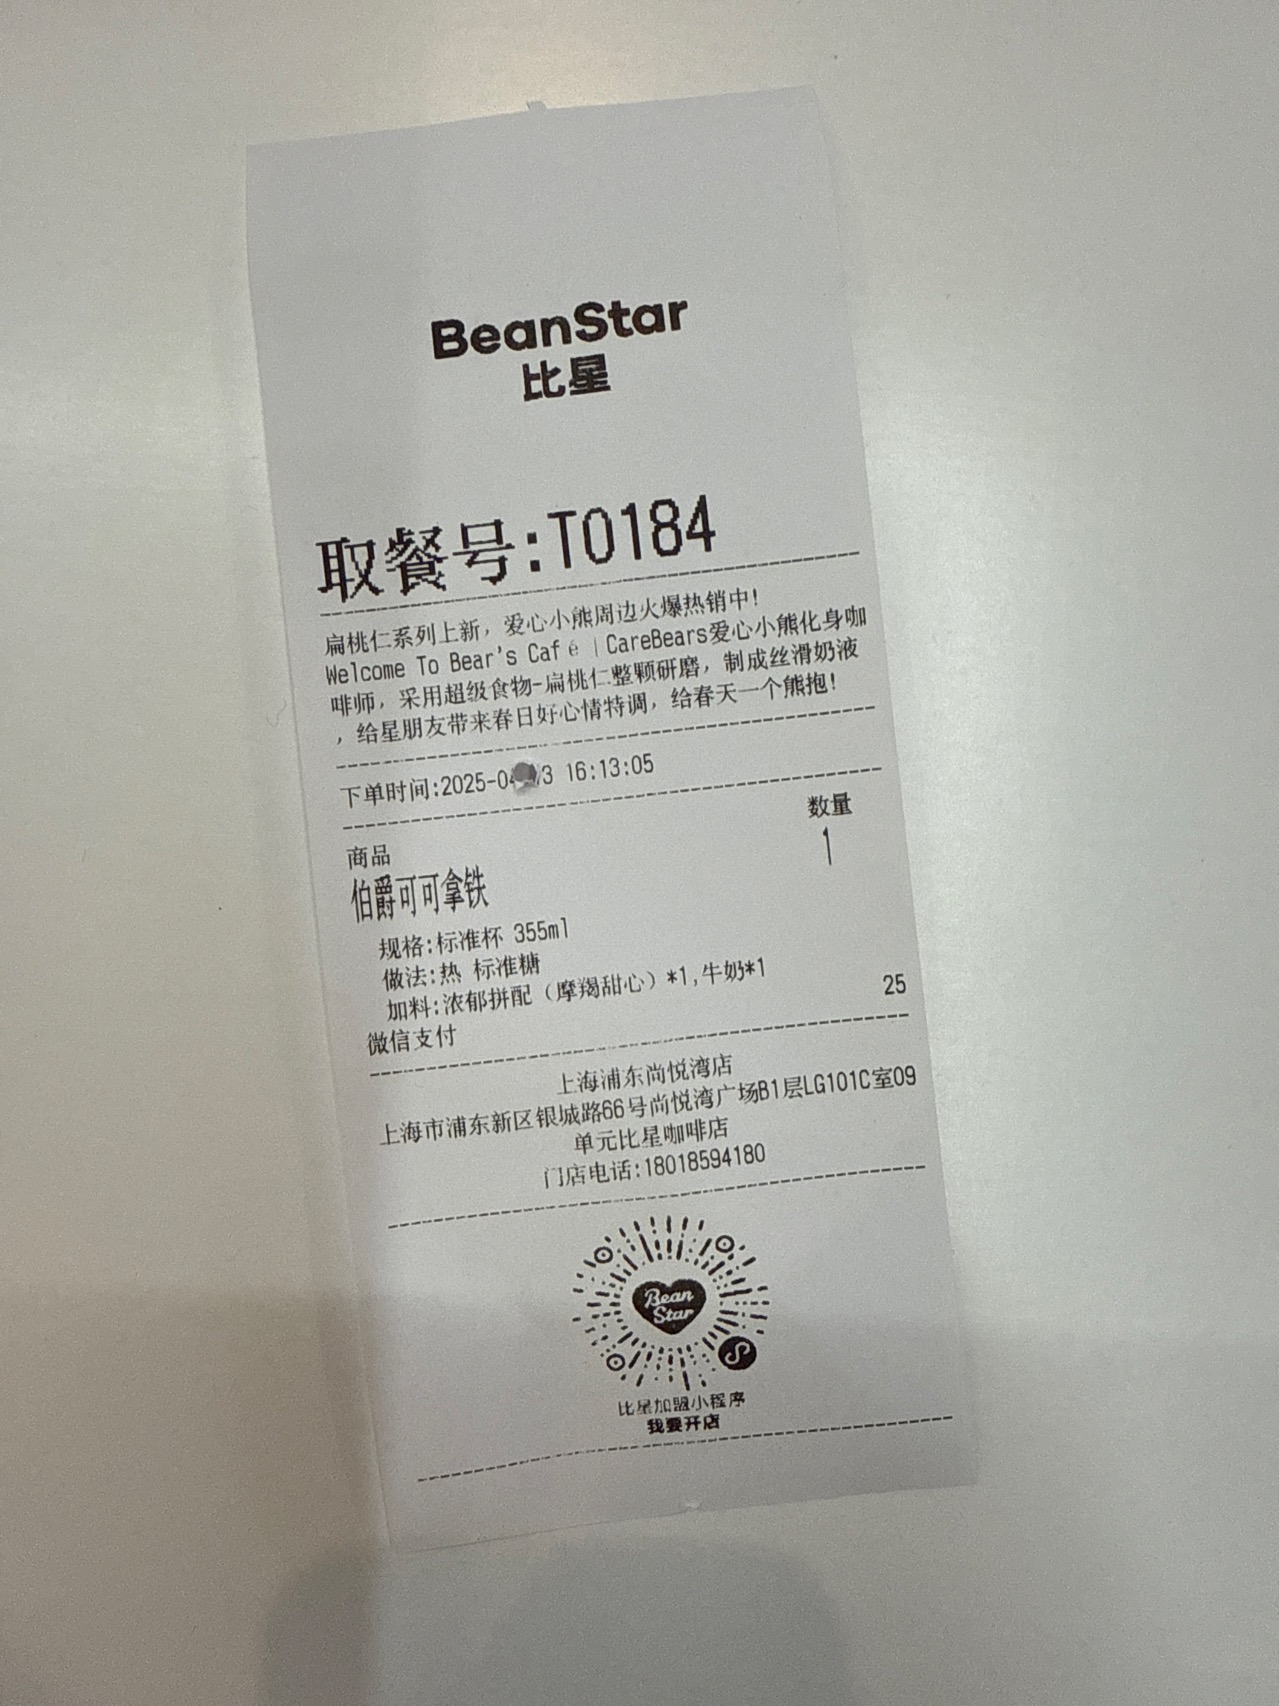 BeanStar
比星
取餐号:T0184
扁桃仁系列上新，爱心小熊周边火爆热销中!
Welcome To Bear's Café |CareBears爱心小熊化身咖
啡师，采用超级食物-扁桃仁整颗研磨，制成丝滑奶液
，给星朋友带来春日好心情特调，给春天一个熊抱!
下单时间:2025-0 3 16:13:05
商品 数量
伯爵可可拿铁 1
规格:标准杯 355ml
做法:热 标准糖
加料:浓郁拼配（摩羯甜心）*1,牛奶*1
微信支付 25
上海浦东尚悦湾店
上海市浦东新区银城路66号尚悦湾广场B1层LG101C室09
单元比星咖啡店
门店电话:18018594180
Bean
Star
比星加盟小程序
我要开店